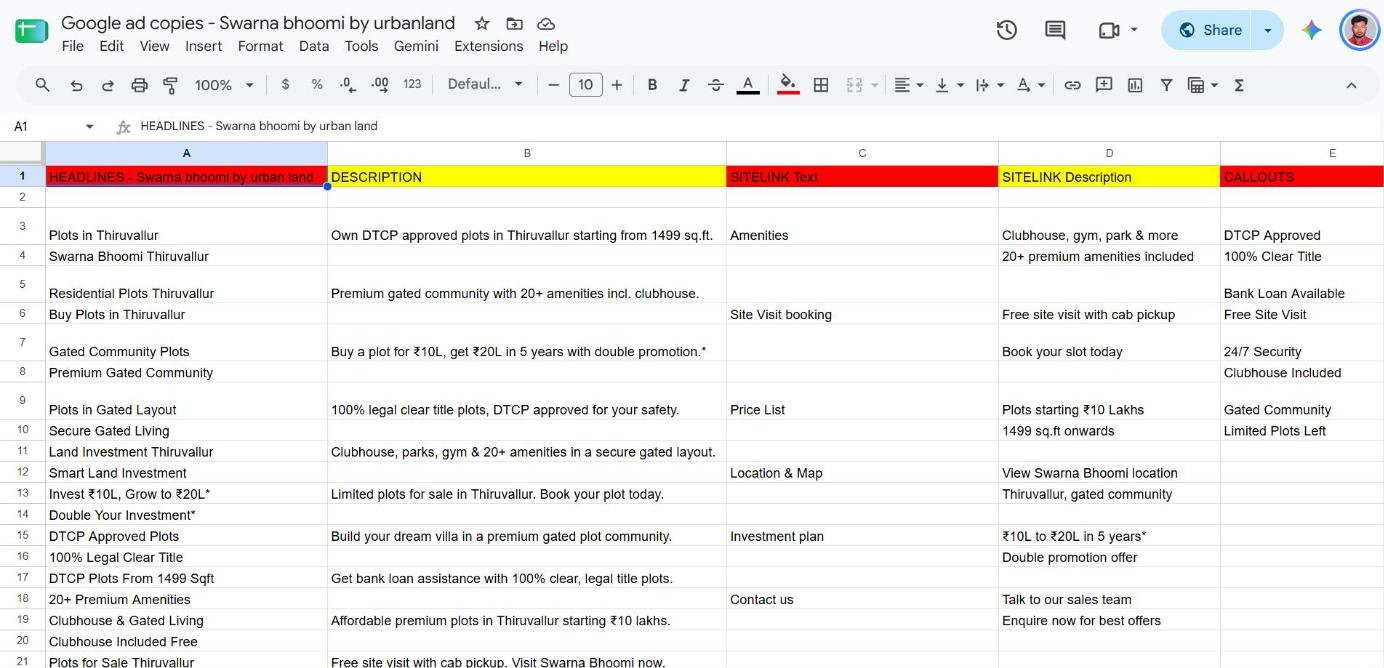 Google ad copies - Swarna bhoomi by urbanland
File Edit View Insert Format Data Tools Gemini Extensions Help
Share
100% $ % .0 .00 123 Defaul... − 10 + B I A Σ
A1 fx HEADLINES - Swarna bhoomi by urban land
A B C D E
1 HEADLINES - Swarna bhoomi by urban land DESCRIPTION SITELINK Text SITELINK Description CALLOUTS
2
3 Plots in Thiruvallur Own DTCP approved plots in Thiruvallur starting from 1499 sq.ft. Amenities Clubhouse, gym, park & more DTCP Approved
4 Swarna Bhoomi Thiruvallur 20+ premium amenities included 100% Clear Title
5 Residential Plots Thiruvallur Premium gated community with 20+ amenities incl. clubhouse. Bank Loan Available
6 Buy Plots in Thiruvallur Site Visit booking Free site visit with cab pickup Free Site Visit
7 Gated Community Plots Buy a plot for ₹10L, get ₹20L in 5 years with double promotion.* Book your slot today 24/7 Security
8 Premium Gated Community Clubhouse Included
9 Plots in Gated Layout 100% legal clear title plots, DTCP approved for your safety. Price List Plots starting ₹10 Lakhs Gated Community
10 Secure Gated Living 1499 sq.ft onwards Limited Plots Left
11 Land Investment Thiruvallur Clubhouse, parks, gym & 20+ amenities in a secure gated layout.
12 Smart Land Investment Location & Map View Swarna Bhoomi location
13 Invest ₹10L, Grow to ₹20L* Limited plots for sale in Thiruvallur. Book your plot today. Thiruvallur, gated community
14 Double Your Investment*
15 DTCP Approved Plots Build your dream villa in a premium gated plot community. Investment plan ₹10L to ₹20L in 5 years*
16 100% Legal Clear Title Double promotion offer
17 DTCP Plots From 1499 Sqft Get bank loan assistance with 100% clear, legal title plots.
18 20+ Premium Amenities Contact us Talk to our sales team
19 Clubhouse & Gated Living Affordable premium plots in Thiruvallur starting ₹10 lakhs. Enquire now for best offers
20 Clubhouse Included Free
21 Plots for Sale Thiruvallur Free site visit with cab pickup. Visit Swarna Bhoomi now.